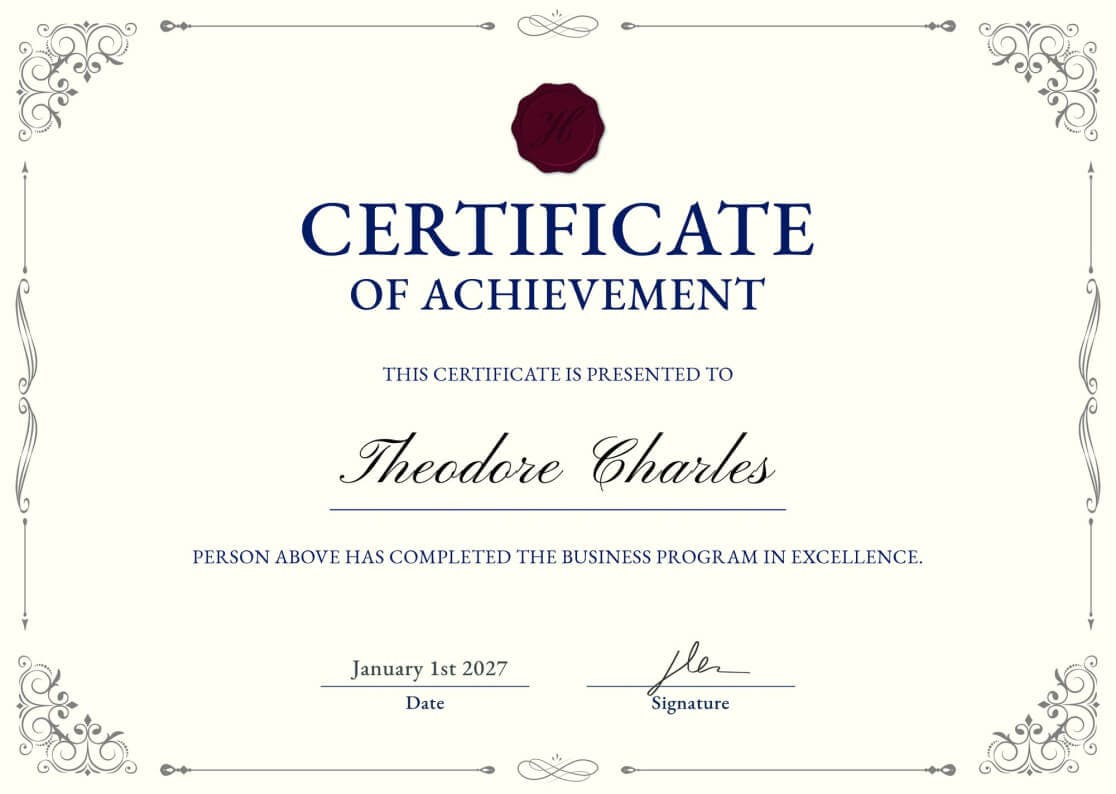 CERTIFICATE
OF ACHIEVEMENT
THIS CERTIFICATE IS PRESENTED TO
Theodore Charles
PERSON ABOVE HAS COMPLETED THE BUSINESS PROGRAM IN EXCELLENCE.
January 1st 2027
Date
Signature